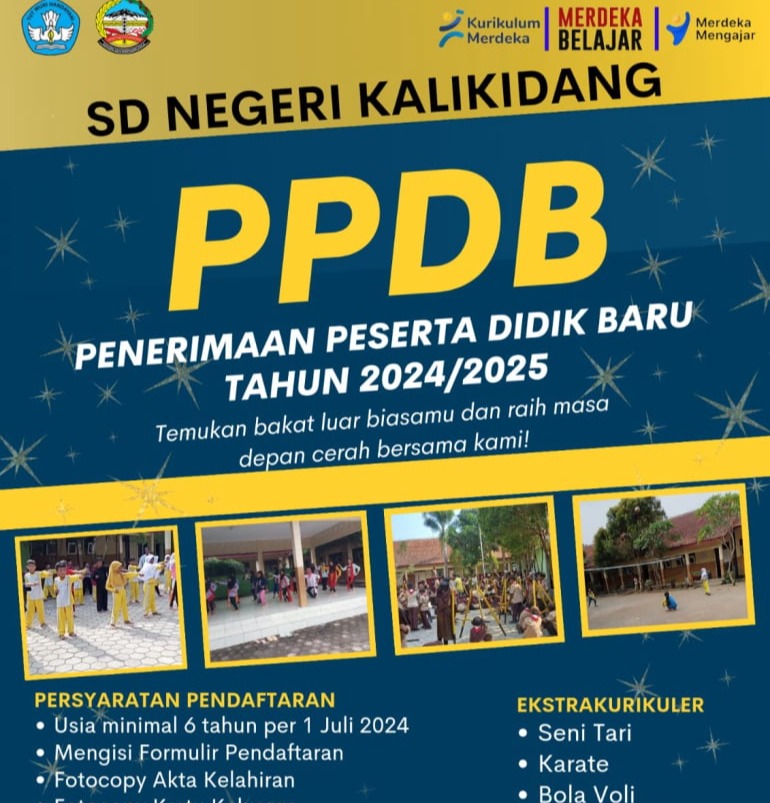 Kurikulum
Merdeka
MERDEKA
BELAJAR
Merdeka
Mengajar
SD NEGERI KALIKIDANG
PPDB
PENERIMAAN PESERTA DIDIK BARU
TAHUN 2024/2025
Temukan bakat luar biasamu dan raih masa
depan cerah bersama kami!
PERSYARATAN PENDAFTARAN
• Usia minimal 6 tahun per 1 Juli 2024
• Mengisi Formulir Pendaftaran
• Fotocopy Akta Kelahiran
EKSTRAKURIKULER
• Seni Tari
• Karate
• Bola Voli